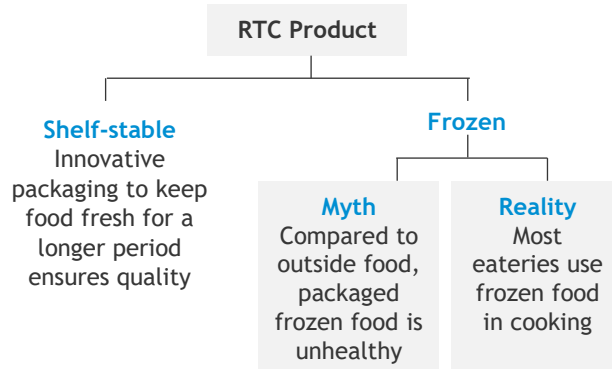 RTC Product
Shelf-stable
Innovative
packaging to keep
food fresh for a
longer period
ensures quality
Frozen
Myth
Compared to
outside food,
packaged
frozen food is
unhealthy
Reality
Most
eateries use
frozen food
in cooking